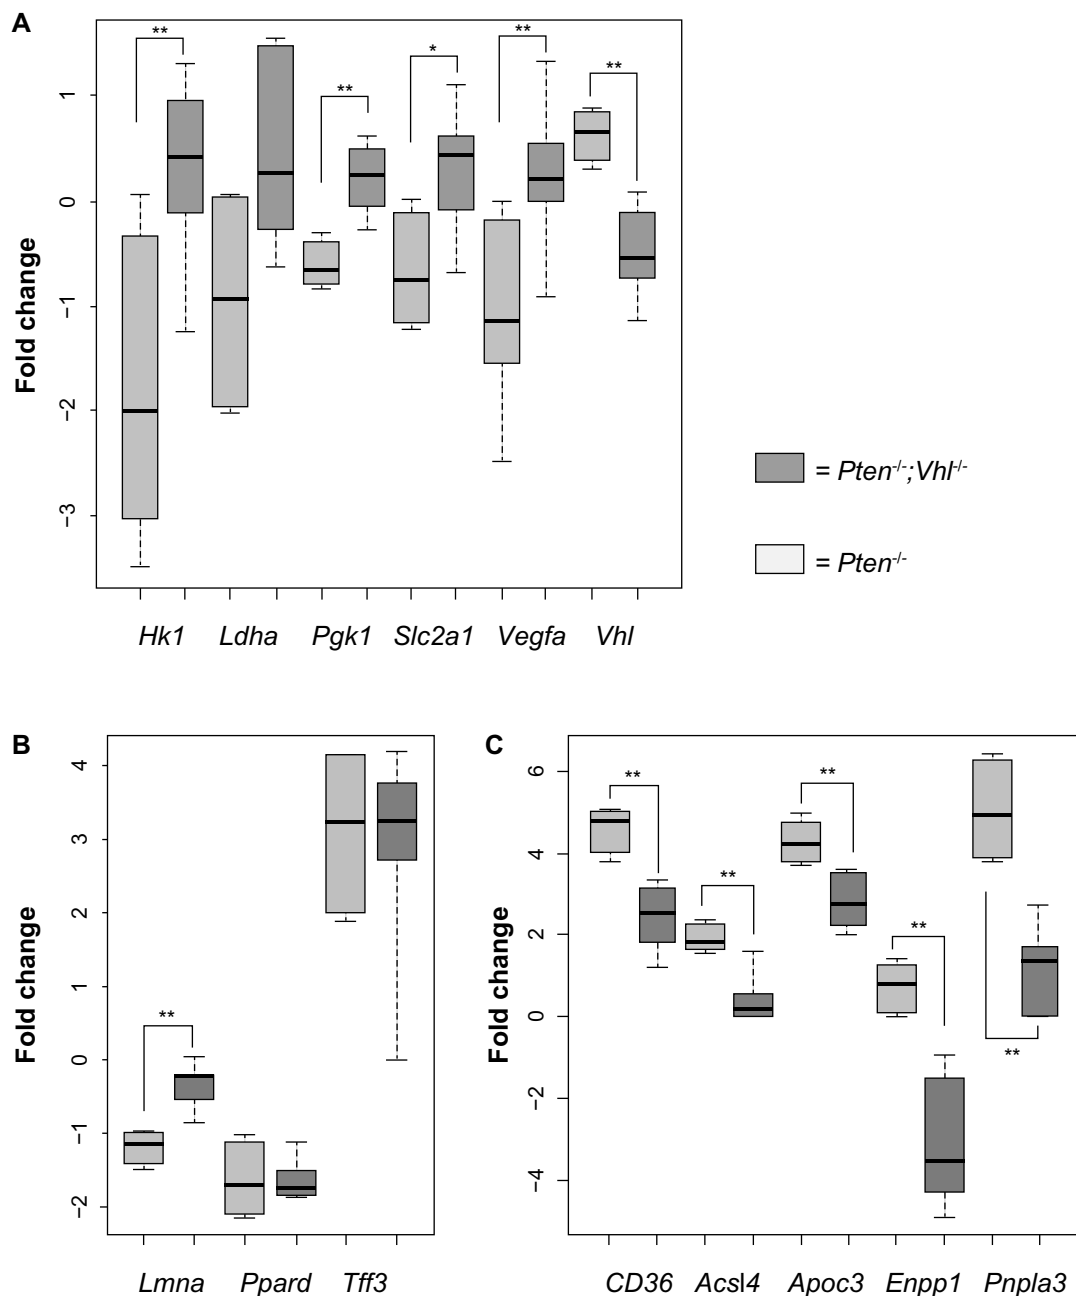 A
Fold change
1
0
−1
−2
−3
** ** * ** **
Hk1 Ldha Pgk1 Slc2a1 Vegfa Vhl
= Pten-/-;Vhl-/-
= Pten-/-
B
Fold change
4
3
2
1
0
−1
−2
**
Lmna Ppard Tff3
C
Fold change
6
4
2
0
−2
−4
** ** ** ** **
CD36 Acsl4 Apoc3 Enpp1 Pnpla3